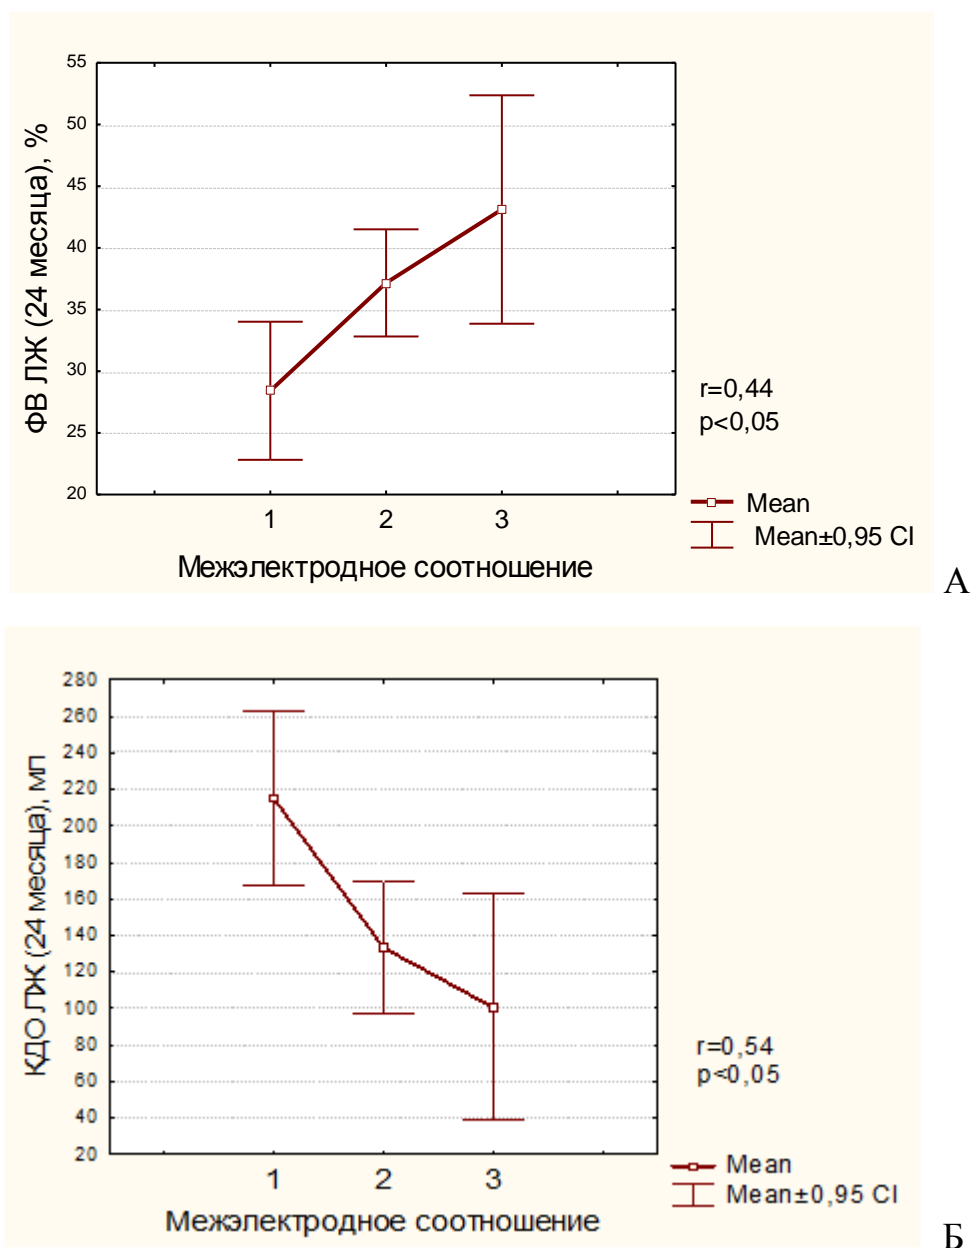 ФВ ЛЖ (24 месяца), %
55
50
45
40
35
30
25
20
1 2 3
Межэлектродное соотношение
r=0,44
p<0,05
Mean
Mean±0,95 CI
А
КДО ЛЖ (24 месяца), мл
280
260
240
220
200
180
160
140
120
100
80
60
40
20
1 2 3
Межэлектродное соотношение
r=0,54
p<0,05
Mean
Mean±0,95 CI
Б